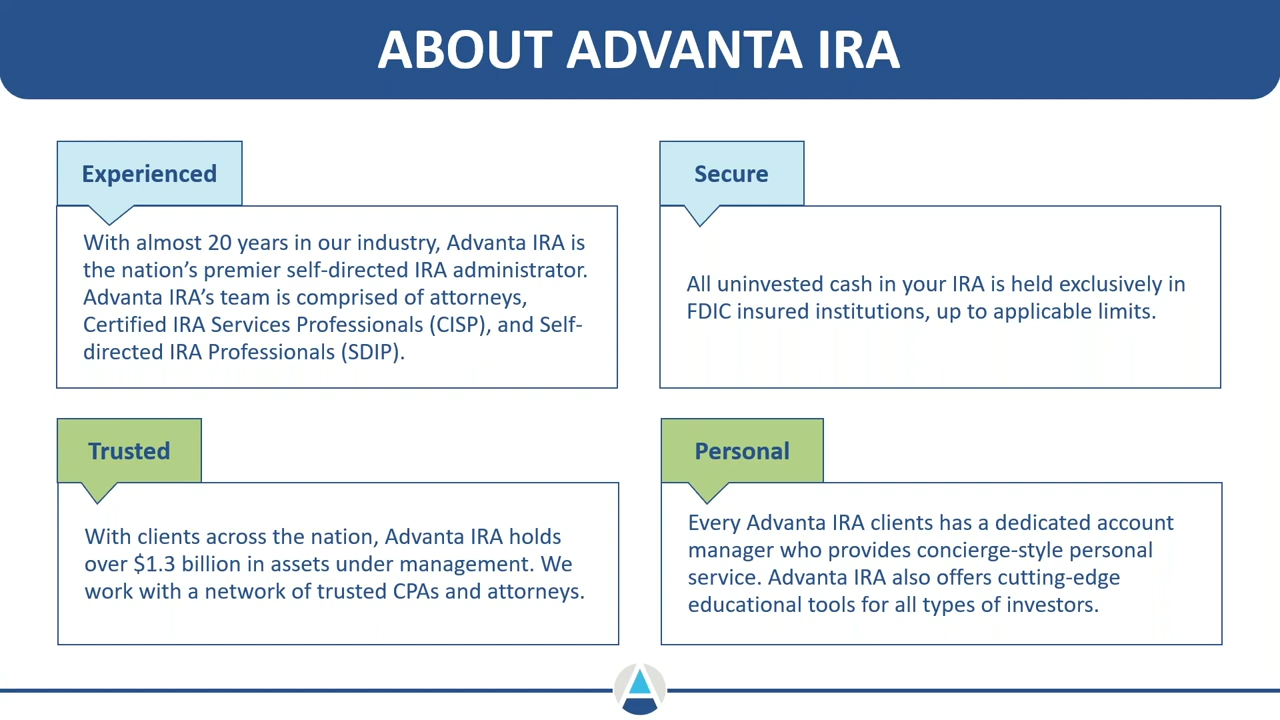 ABOUT ADVANTA IRA
Experienced
With almost 20 years in our industry, Advanta IRA is
the nation’s premier self-directed IRA administrator.
Advanta IRA’s team is comprised of attorneys,
Certified IRA Services Professionals (CISP), and Self-
directed IRA Professionals (SDIP).
Secure
All uninvested cash in your IRA is held exclusively in
FDIC insured institutions, up to applicable limits.
Trusted
With clients across the nation, Advanta IRA holds
over $1.3 billion in assets under management. We
work with a network of trusted CPAs and attorneys.
Personal
Every Advanta IRA clients has a dedicated account
manager who provides concierge-style personal
service. Advanta IRA also offers cutting-edge
educational tools for all types of investors.